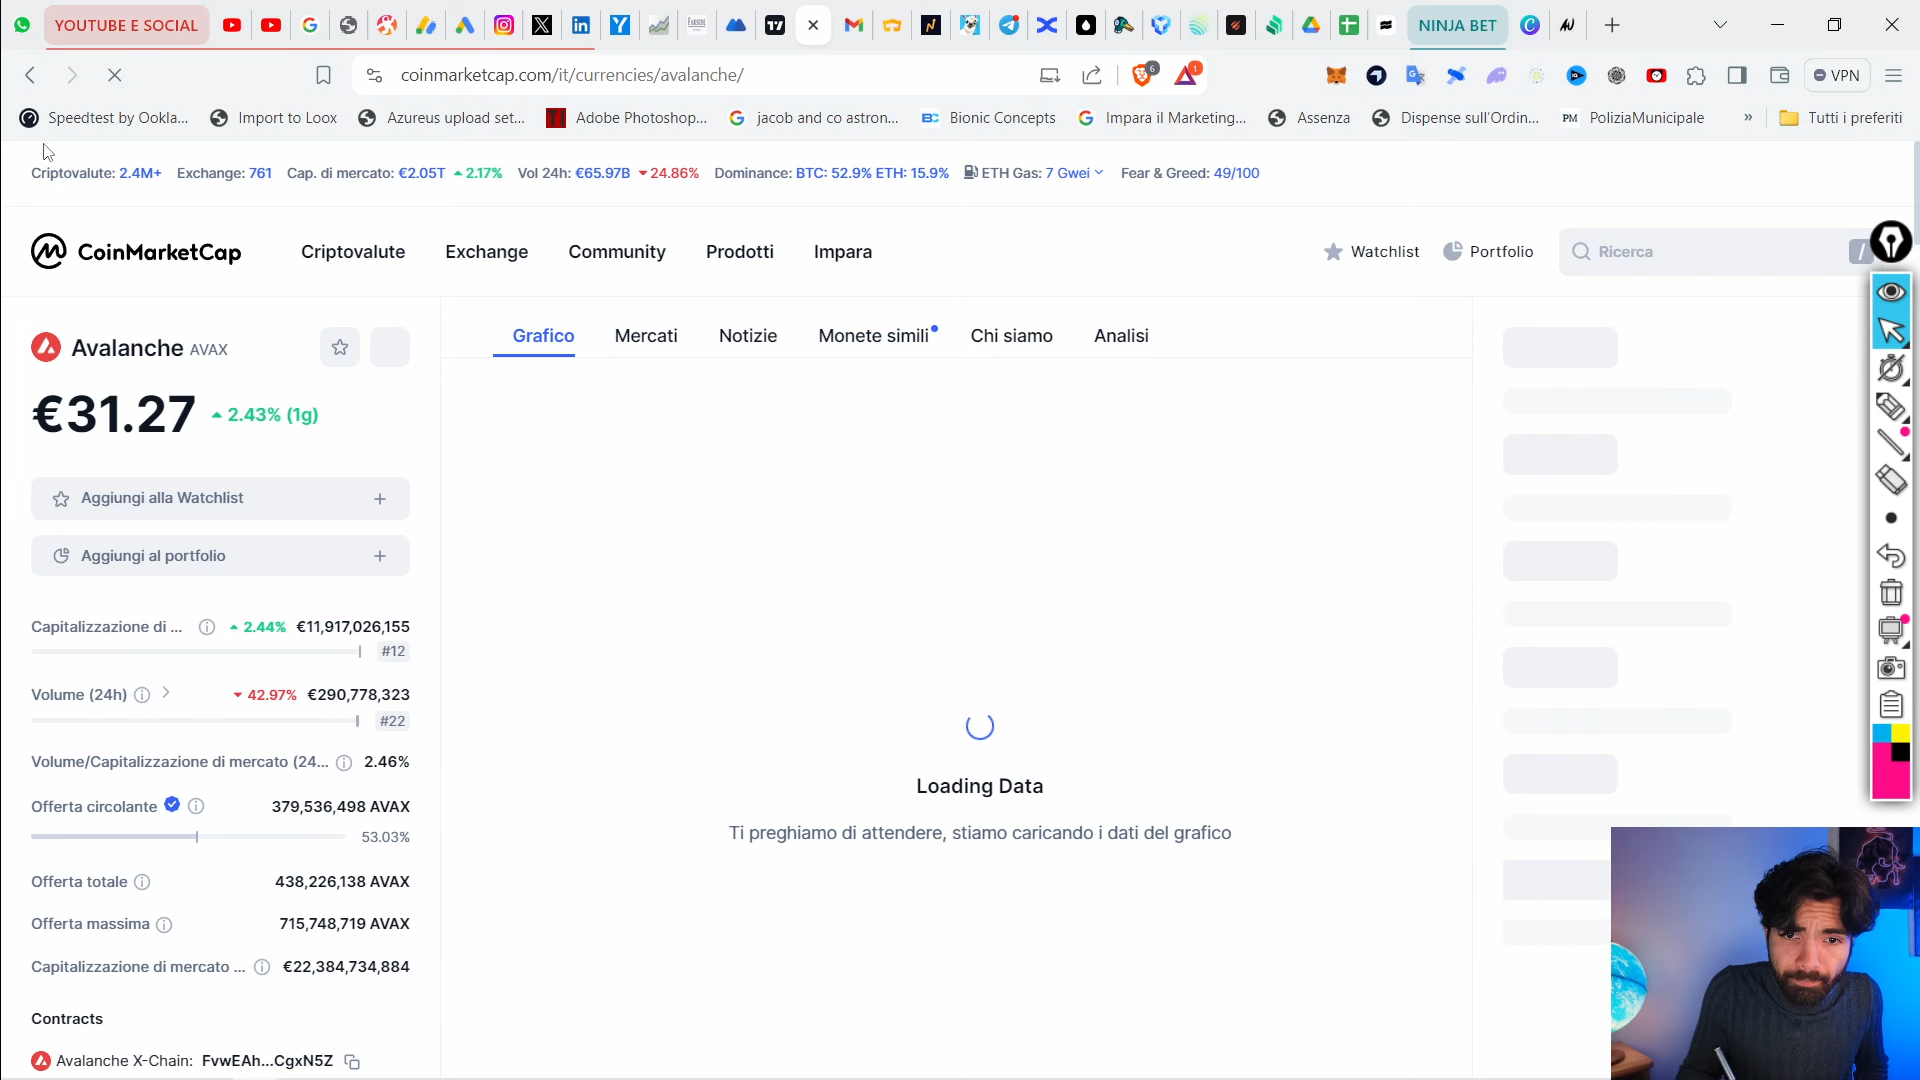 YOUTUBE E SOCIAL
NINJA BET
coinmarketcap.com/it/currencies/avalanche/
6
1
VPN
Speedtest by Ookla...
Import to Loox
Azureus upload set...
Adobe Photoshop...
jacob and co astron...
BC Bionic Concepts
Impara il Marketing...
Assenza
Dispense sull'Ordin...
PM PoliziaMunicipale
»
Tutti i preferiti
Criptovalute: 2.4M+ Exchange: 761 Cap. di mercato: €2.05T 2.17% Vol 24h: €65.97B 24.86% Dominance: BTC: 52.9% ETH: 15.9% ETH Gas: 7 Gwei Fear & Greed: 49/100
CoinMarketCap
Criptovalute Exchange Community Prodotti Impara
Watchlist
Portfolio
Ricerca
/
Avalanche AVAX
Grafico Mercati Notizie Monete simili Chi siamo Analisi
€31.27 2.43% (1g)
Aggiungi alla Watchlist +
Aggiungi al portfolio +
Capitalizzazione di ... 2.44% €11,917,026,155
#12
Volume (24h) 42.97% €290,778,323
#22
Volume/Capitalizzazione di mercato (24... 2.46%
Offerta circolante 379,536,498 AVAX
53.03%
Offerta totale 438,226,138 AVAX
Offerta massima 715,748,719 AVAX
Capitalizzazione di mercato ... €22,384,734,884
Contracts
Avalanche X-Chain: FvwEAh...CgxN5Z
Loading Data
Ti preghiamo di attendere, stiamo caricando i dati del grafico